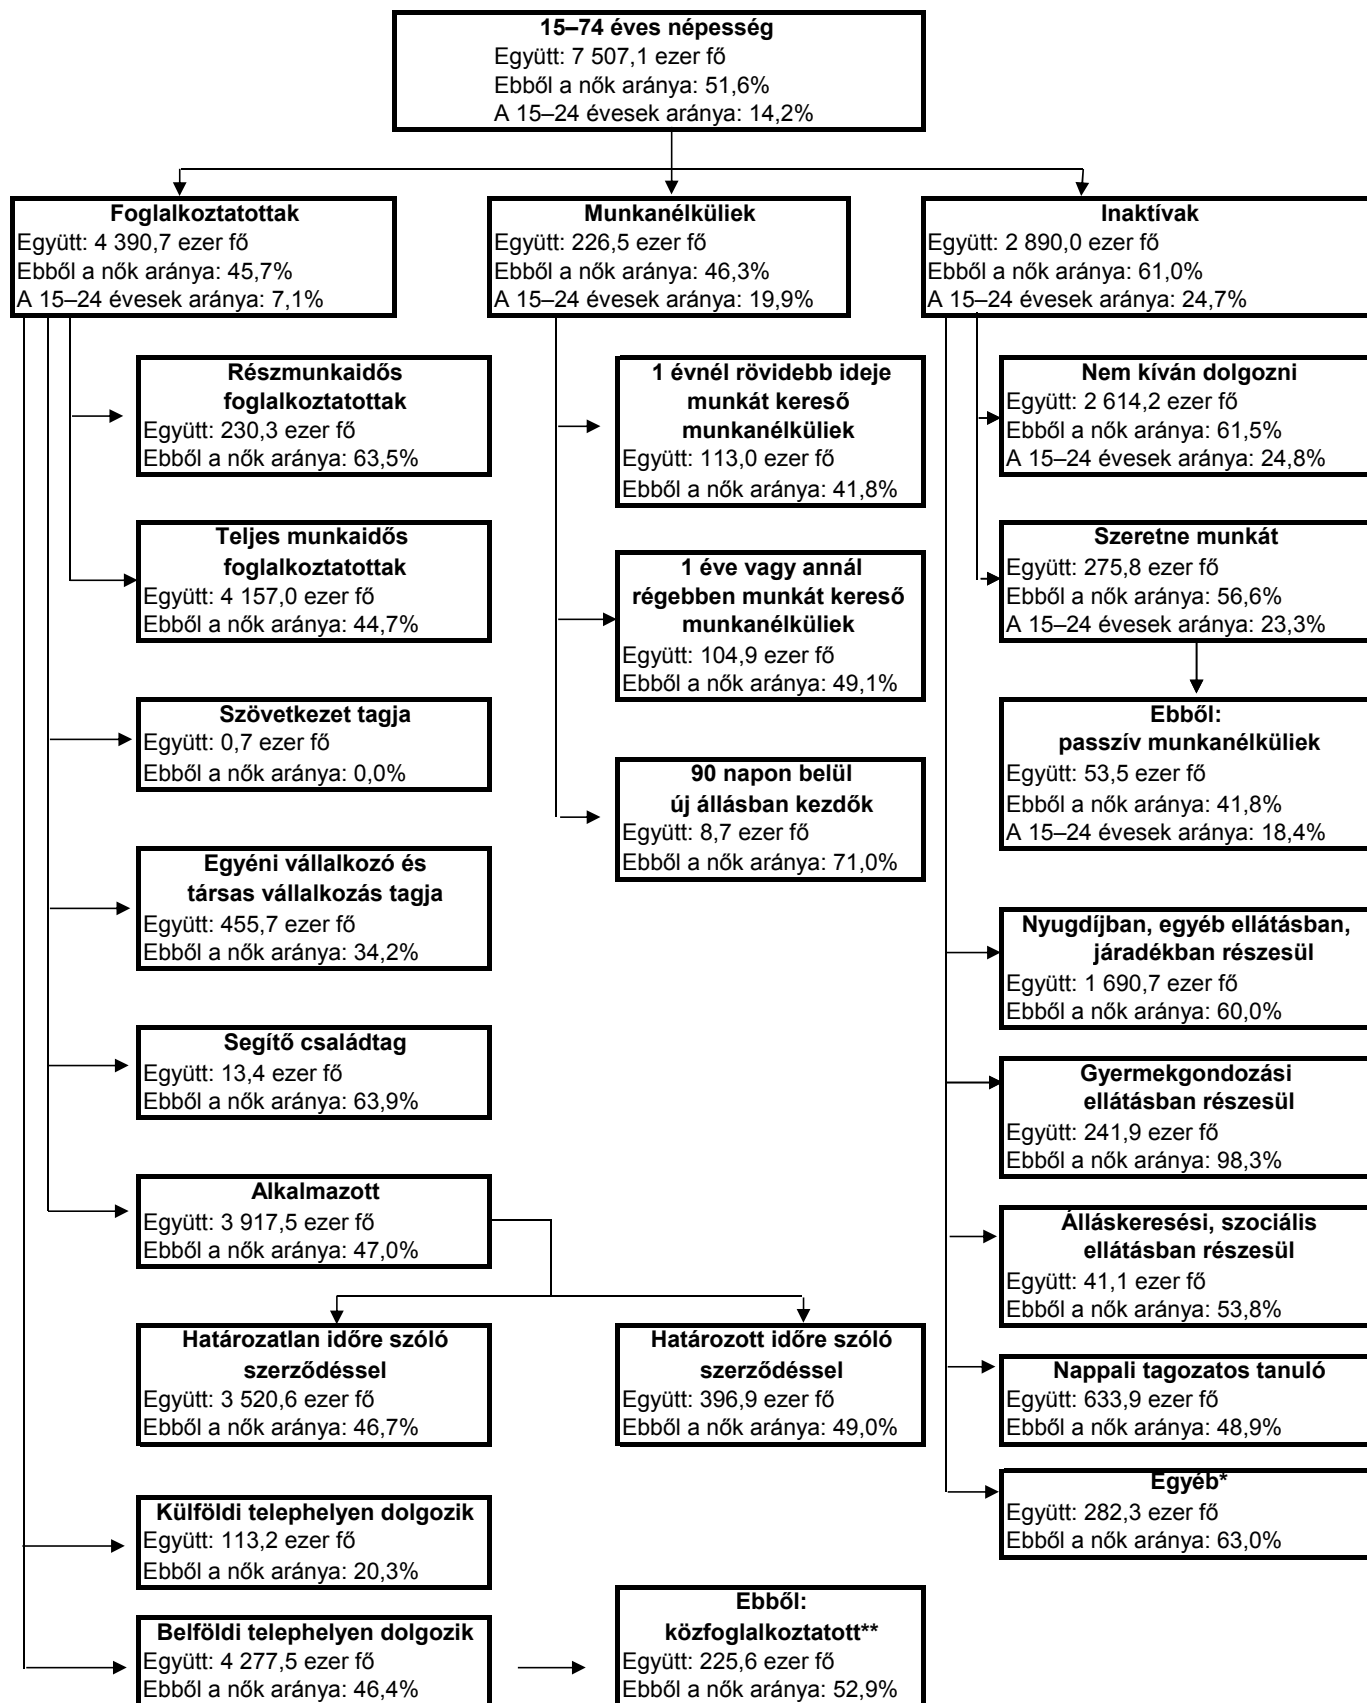 15–74 éves népesség
Együtt: 7 507,1 ezer fő
Ebből a nők aránya: 51,6%
A 15–24 évesek aránya: 14,2%
Foglalkoztatottak
Együtt: 4 390,7 ezer fő
Ebből a nők aránya: 45,7%
A 15–24 évesek aránya: 7,1%
Munkanélküliek
Együtt: 226,5 ezer fő
Ebből a nők aránya: 46,3%
A 15–24 évesek aránya: 19,9%
Inaktívak
Együtt: 2 890,0 ezer fő
Ebből a nők aránya: 61,0%
A 15–24 évesek aránya: 24,7%
Részmunkaidős
foglalkoztatottak
Együtt: 230,3 ezer fő
Ebből a nők aránya: 63,5%
Teljes munkaidős
foglalkoztatottak
Együtt: 4 157,0 ezer fő
Ebből a nők aránya: 44,7%
Szövetkezet tagja
Együtt: 0,7 ezer fő
Ebből a nők aránya: 0,0%
Egyéni vállalkozó és
társas vállalkozás tagja
Együtt: 455,7 ezer fő
Ebből a nők aránya: 34,2%
Segítő családtag
Együtt: 13,4 ezer fő
Ebből a nők aránya: 63,9%
Alkalmazott
Együtt: 3 917,5 ezer fő
Ebből a nők aránya: 47,0%
Határozatlan időre szóló
szerződéssel
Együtt: 3 520,6 ezer fő
Ebből a nők aránya: 46,7%
Határozott időre szóló
szerződéssel
Együtt: 396,9 ezer fő
Ebből a nők aránya: 49,0%
Külföldi telephelyen dolgozik
Együtt: 113,2 ezer fő
Ebből a nők aránya: 20,3%
Belföldi telephelyen dolgozik
Együtt: 4 277,5 ezer fő
Ebből a nők aránya: 46,4%
Ebből:
közfoglalkoztatott**
Együtt: 225,6 ezer fő
Ebből a nők aránya: 52,9%
1 évnél rövidebb ideje
munkát kereső
munkanélküliek
Együtt: 113,0 ezer fő
Ebből a nők aránya: 41,8%
1 éve vagy annál
régebben munkát kereső
munkanélküliek
Együtt: 104,9 ezer fő
Ebből a nők aránya: 49,1%
90 napon belül
új állásban kezdők
Együtt: 8,7 ezer fő
Ebből a nők aránya: 71,0%
Nem kíván dolgozni
Együtt: 2 614,2 ezer fő
Ebből a nők aránya: 61,5%
A 15–24 évesek aránya: 24,8%
Szeretne munkát
Együtt: 275,8 ezer fő
Ebből a nők aránya: 56,6%
A 15–24 évesek aránya: 23,3%
Ebből:
passzív munkanélküliek
Együtt: 53,5 ezer fő
Ebből a nők aránya: 41,8%
A 15–24 évesek aránya: 18,4%
Nyugdíjban, egyéb ellátásban,
járadékban részesül
Együtt: 1 690,7 ezer fő
Ebből a nők aránya: 60,0%
Gyermekgondozási
ellátásban részesül
Együtt: 241,9 ezer fő
Ebből a nők aránya: 98,3%
Álláskeresési, szociális
ellátásban részesül
Együtt: 41,1 ezer fő
Ebből a nők aránya: 53,8%
Nappali tagozatos tanuló
Együtt: 633,9 ezer fő
Ebből a nők aránya: 48,9%
Egyéb*
Együtt: 282,3 ezer fő
Ebből a nők aránya: 63,0%